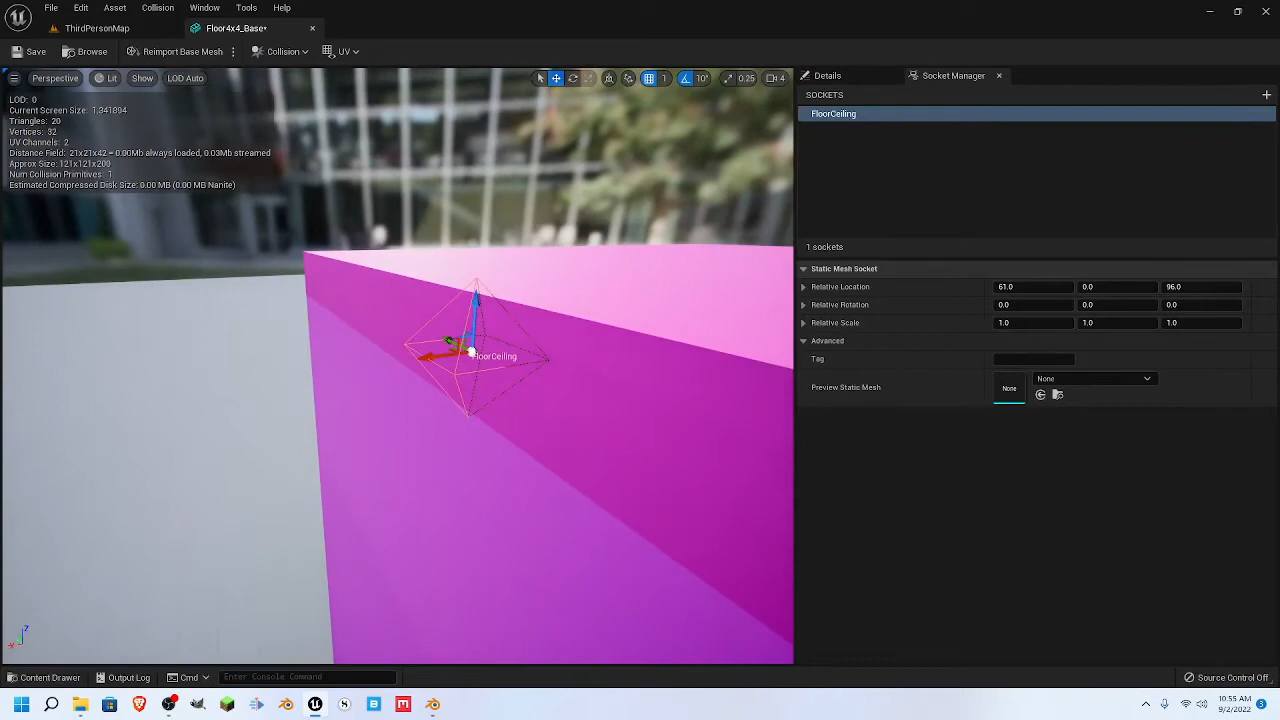 File Edit Asset Collision Window Tools Help
ThirdPersonMap Floor4x4_Base*
Save Browse Reimport Base Mesh Collision UV
Perspective Lit Show LOD Auto 1 10° 0.25 4
Details Socket Manager
LOD: 0
Current Screen Size: 1.341894
Triangles: 20
Vertices: 32
UV Channels: 2
Distance Field: 21x21x42 = 0.00Mb always loaded, 0.03Mb streamed
Approx Size: 121x121x200
Num Collision Primitives: 1
Estimated Compressed Disk Size: 0.00 MB (0.00 MB Nanite)
SOCKETS
FloorCeiling
1 sockets
Static Mesh Socket
Relative Location 61.0 0.0 96.0
Relative Rotation 0.0 0.0 0.0
Relative Scale 1.0 1.0 1.0
Advanced
Tag
Preview Static Mesh None None
FloorCeiling
z
x
Output Log Cmd Enter Console Command Source Control Off
10:55 AM
9/2/2022
3